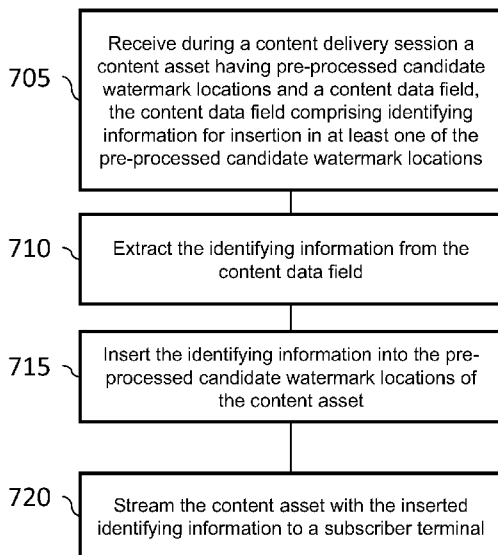 705
Receive during a content delivery session a
content asset having pre-processed candidate
watermark locations and a content data field,
the content data field comprising identifying
information for insertion in at least one of the
pre-processed candidate watermark locations
710
Extract the identifying information from the
content data field
715
Insert the identifying information into the pre-
processed candidate watermark locations of
the content asset
720
Stream the content asset with the inserted
identifying information to a subscriber terminal